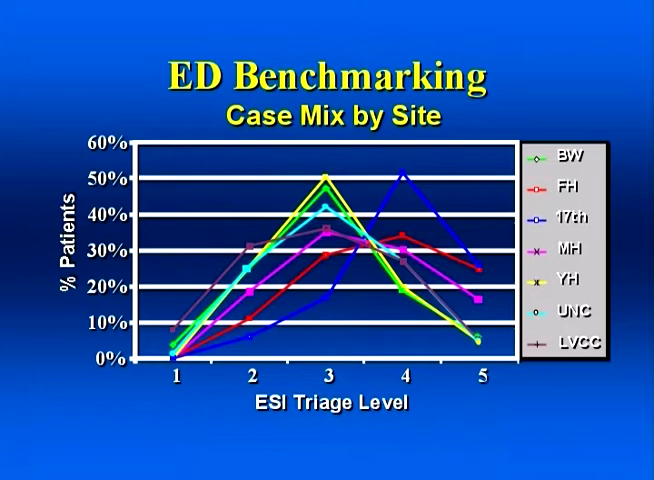 ED Benchmarking
Case Mix by Site
60%
50%
40%
30%
20%
10%
0%
% Patients
1 2 3 4 5
ESI Triage Level
BW
FH
17th
MH
YH
UNC
LVCC